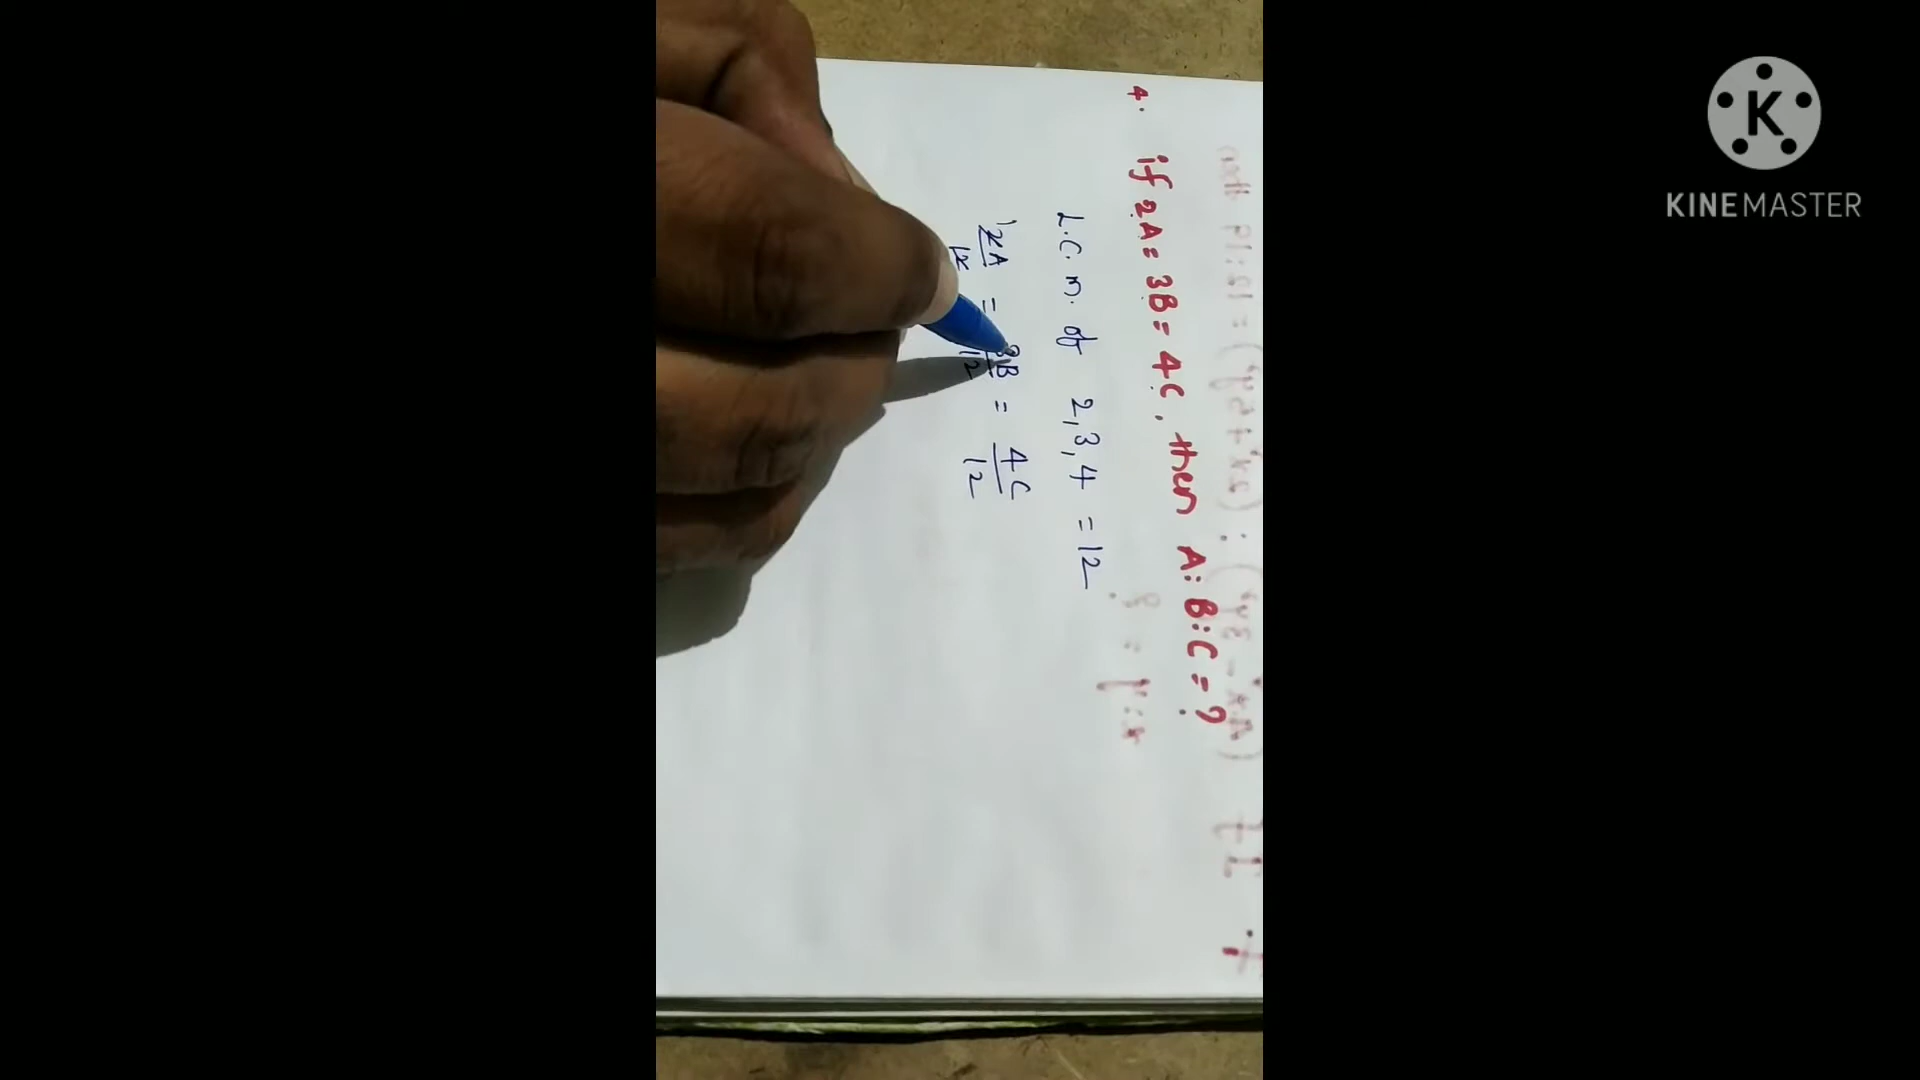 4. if 2A = 3B = 4C, then A:B:C = ?
L.C.M. of 2,3,4 = 12
2A/12 = 3B/12 = 4C/12
K
KINEMASTER